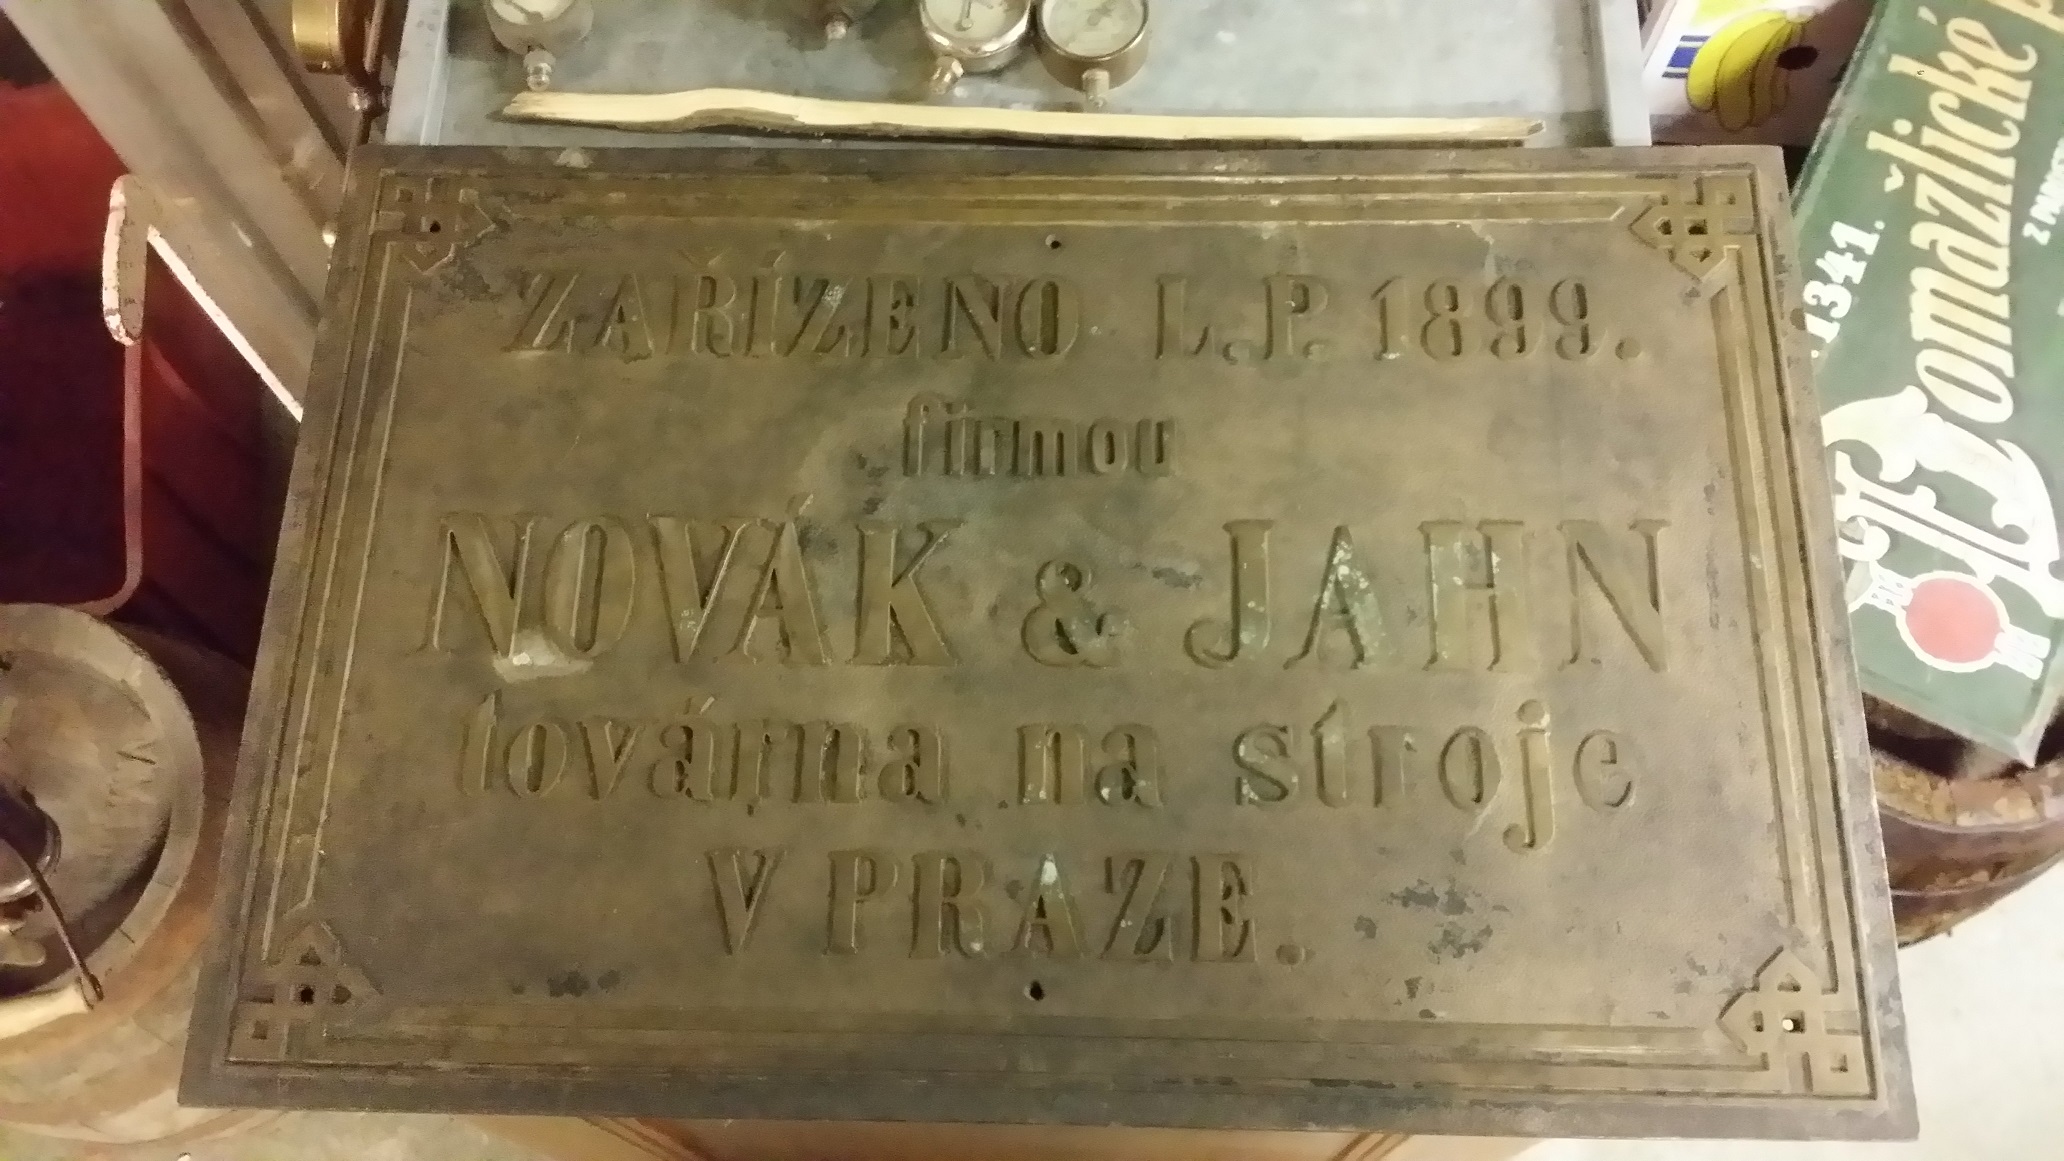 ZAŘÍZENO L.P. 1899.
firmou
NOVÁK & JAHN
továrna na stroje
V PRAZE.
1341.
Domažlické